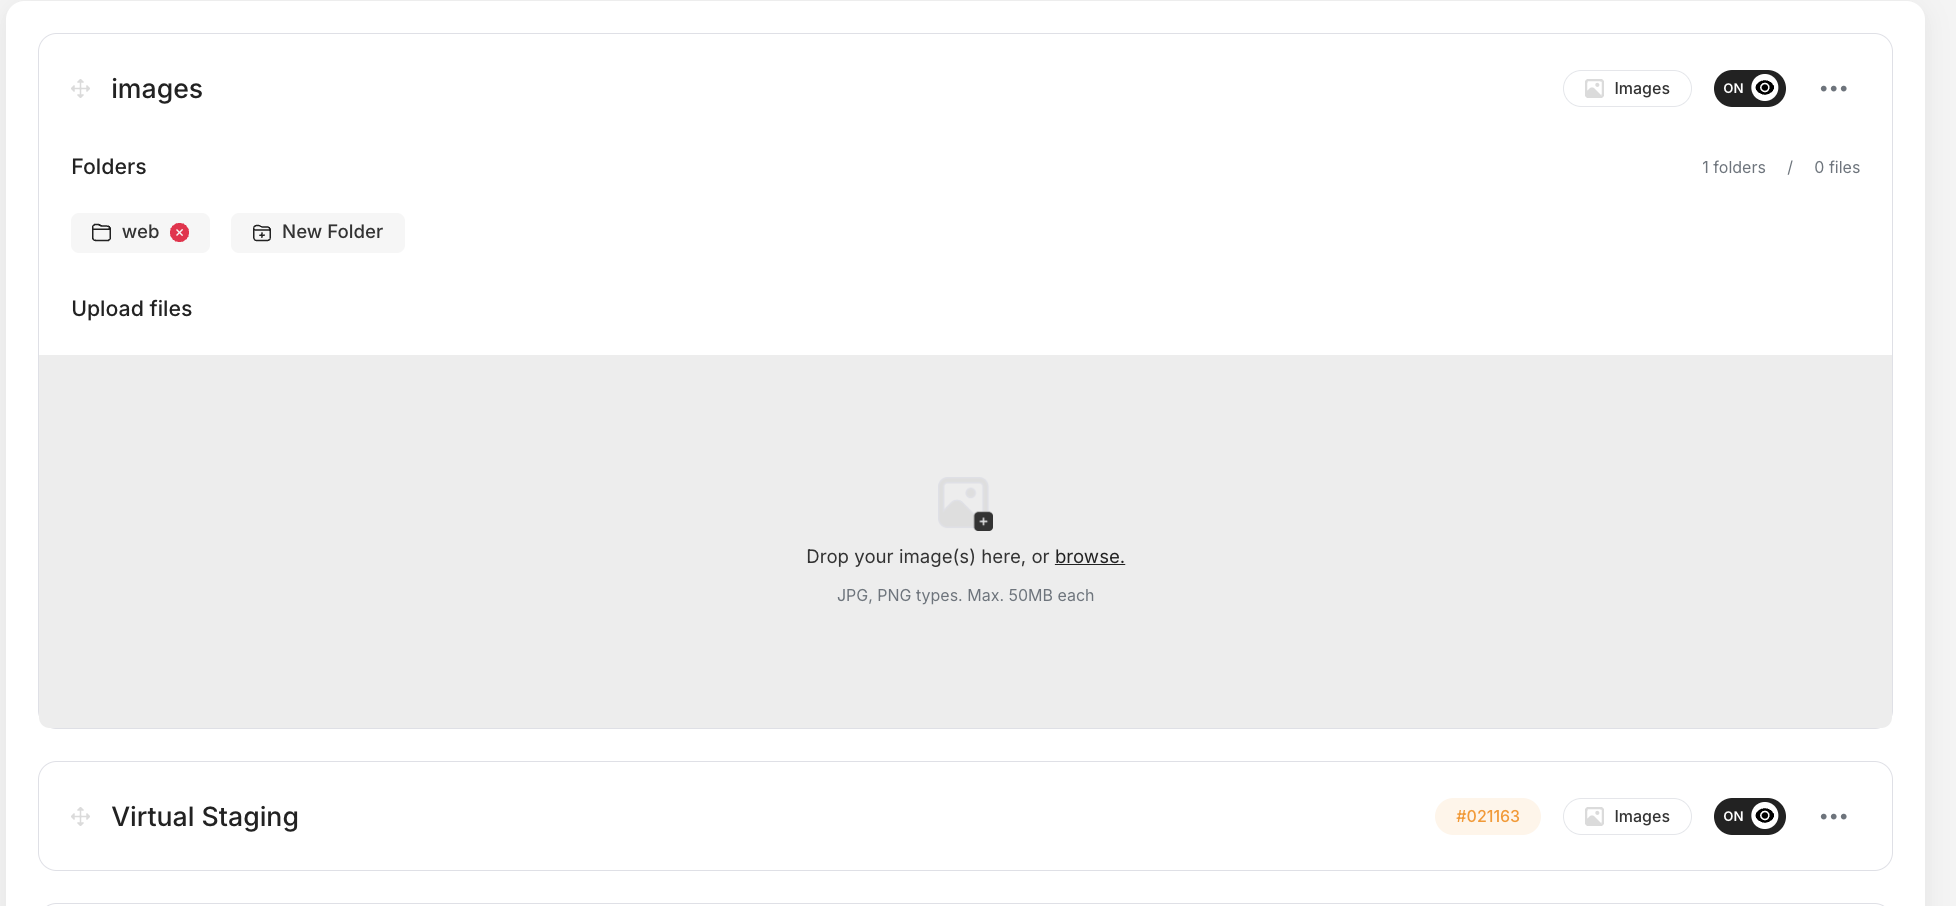 images
Images
ON
Folders
1 folders / 0 files
web
New Folder
Upload files
Drop your image(s) here, or browse.
JPG, PNG types. Max. 50MB each
Virtual Staging
#021163
Images
ON